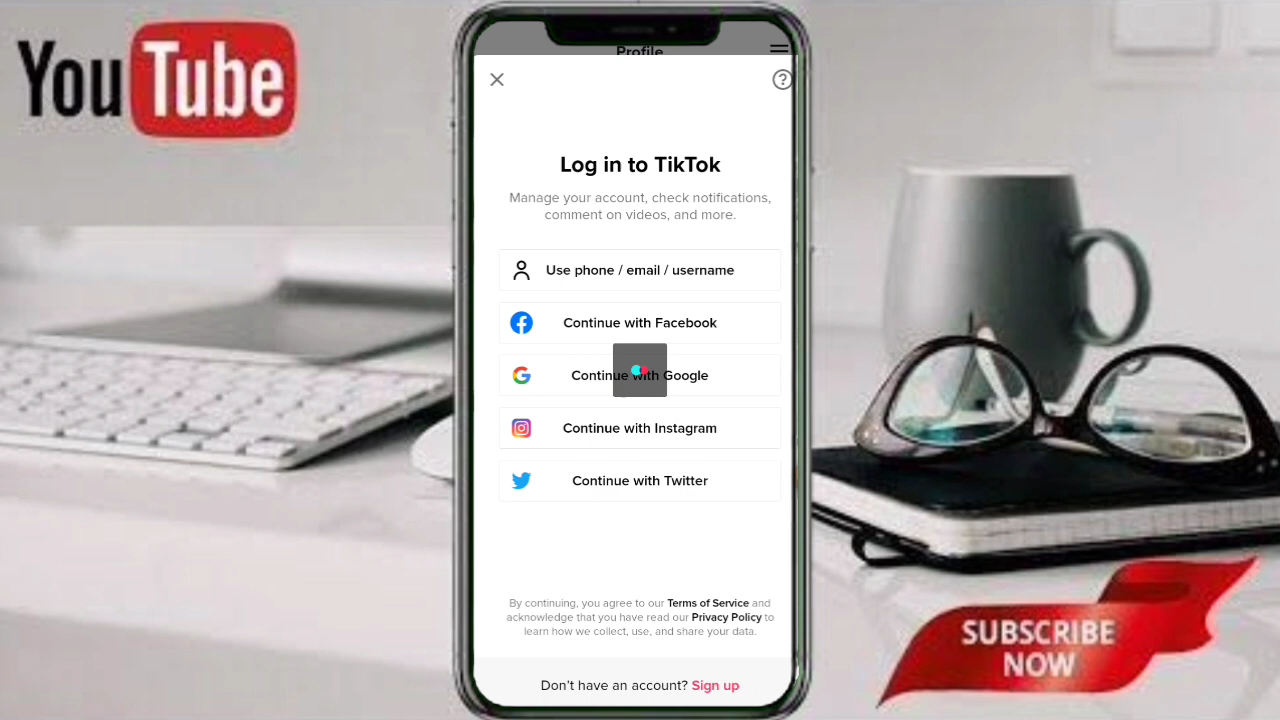 YouTube
Profile
Log in to TikTok
Manage your account, check notifications,
comment on videos, and more.
Use phone / email / username
Continue with Facebook
Continue with Google
Continue with Instagram
Continue with Twitter
By continuing, you agree to our Terms of Service and
acknowledge that you have read our Privacy Policy to
learn how we collect, use, and share your data.
Don't have an account? Sign up
SUBSCRIBE
NOW